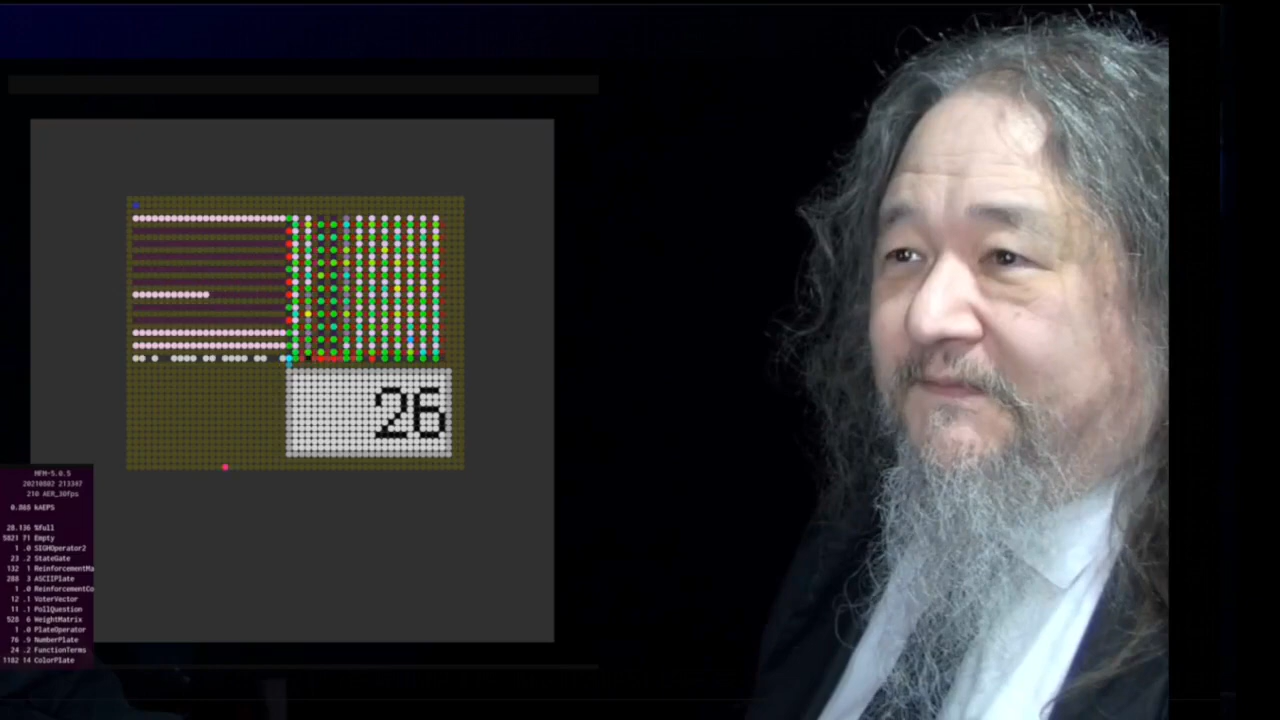 26
MFM-5.0.5
20210802 213347
210 AER_30fps
0.888 kAEPS
28.136 %full
5821 71 Empty
1 .0 SIGHOperator2
23 .2 StateGate
132 1 ReinforcementMa
288 3 ASCIIPlate
1 .0 ReinforcementCo
12 .1 VoterVector
11 .1 PollQuestion
528 6 WeightMatrix
1 .0 PlateOperator
76 .9 NumberPlate
24 .2 FunctionTerms
1182 14 ColorPlate